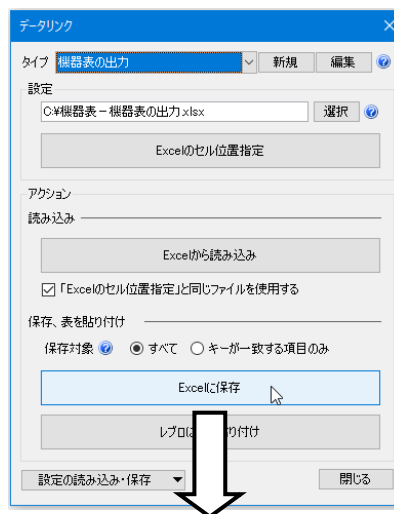 データリンク
タイプ 機器表の出力 新規 編集
設定
C:¥機器表－機器表の出力.xlsx 選択
Excelのセル位置指定
アクション
読み込み
Excelから読み込み
「Excelのセル位置指定」と同じファイルを使用する
保存、表を貼り付け
保存対象 すべて キーが一致する項目のみ
Excelに保存
レブロに り付け
設定の読み込み・保存 閉じる